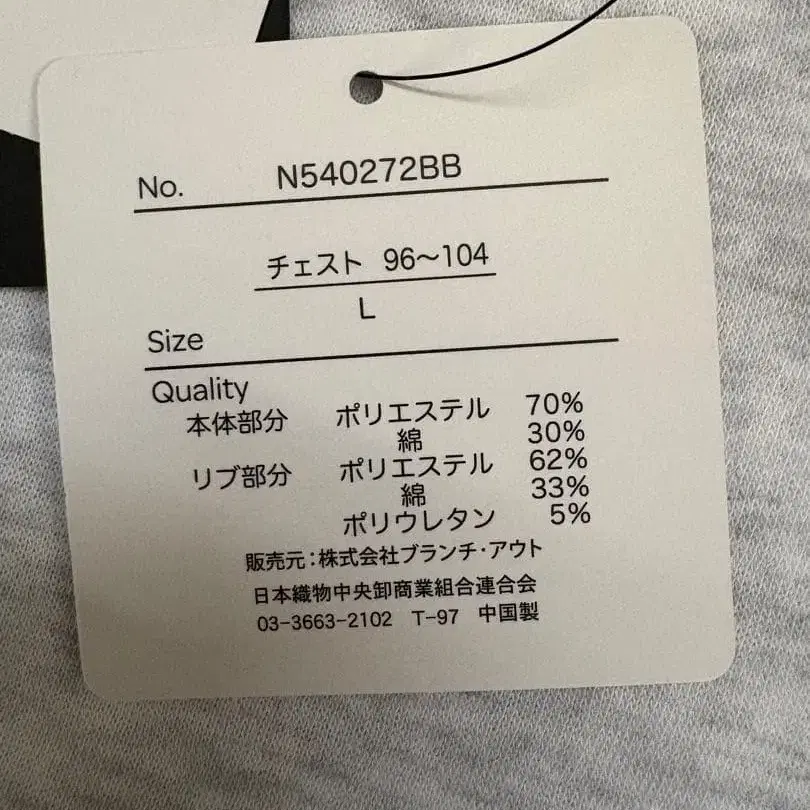 No. N540272BB
チェスト 96〜104
L
Size
Quality
本体部分 ポリエステル 70%
綿 30%
リブ部分 ポリエステル 62%
綿 33%
ポリウレタン 5%
販売元：株式会社ブランチ・アウト
日本織物中央卸商業組合連合会
03-3663-2102 T-97 中国製